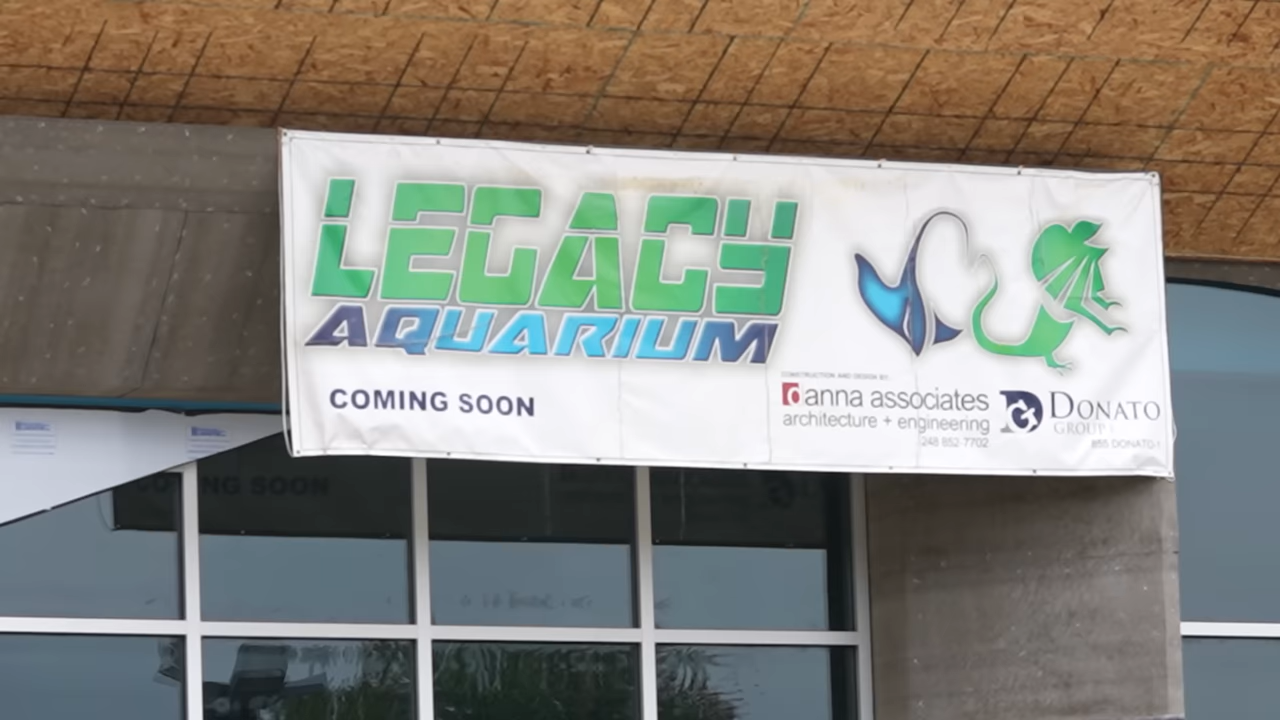 LEGACY
AQUARIUM
COMING SOON
CONSTRUCTION AND DESIGN BY:
danna associates
architecture + engineering
248 852 7702
DONATO
GROUP
855 DONATO-1
COMING SOON